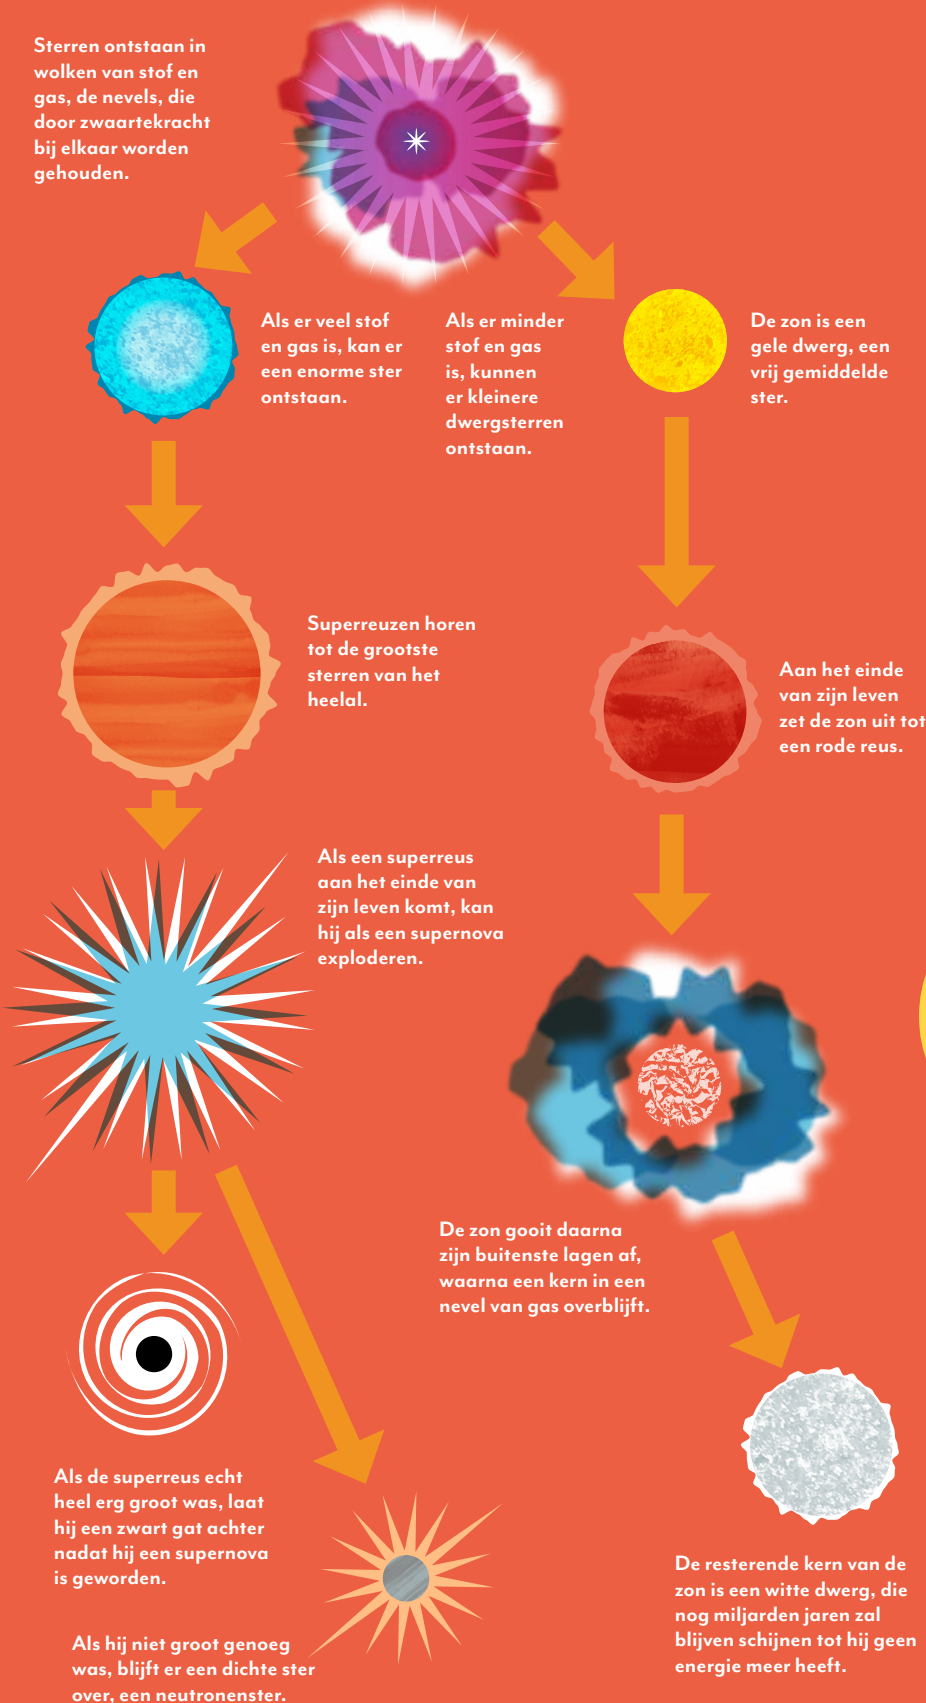 Sterren ontstaan in
wolken van stof en
gas, de nevels, die
door zwaartekracht
bij elkaar worden
gehouden.
Als er veel stof
en gas is, kan er
een enorme ster
ontstaan.
Als er minder
stof en gas
is, kunnen
er kleinere
dwergsterren
ontstaan.
De zon is een
gele dwerg, een
vrij gemiddelde
ster.
Superreuzen horen
tot de grootste
sterren van het
heelal.
Aan het einde
van zijn leven
zet de zon uit tot
een rode reus.
Als een superreus
aan het einde van
zijn leven komt, kan
hij als een supernova
exploderen.
De zon gooit daarna
zijn buitenste lagen af,
waarna een kern in een
nevel van gas overblijft.
Als de superreus echt
heel erg groot was, laat
hij een zwart gat achter
nadat hij een supernova
is geworden.
Als hij niet groot genoeg
was, blijft er een dichte ster
over, een neutronenster.
De resterende kern van de
zon is een witte dwerg, die
nog miljarden jaren zal
blijven schijnen tot hij geen
energie meer heeft.